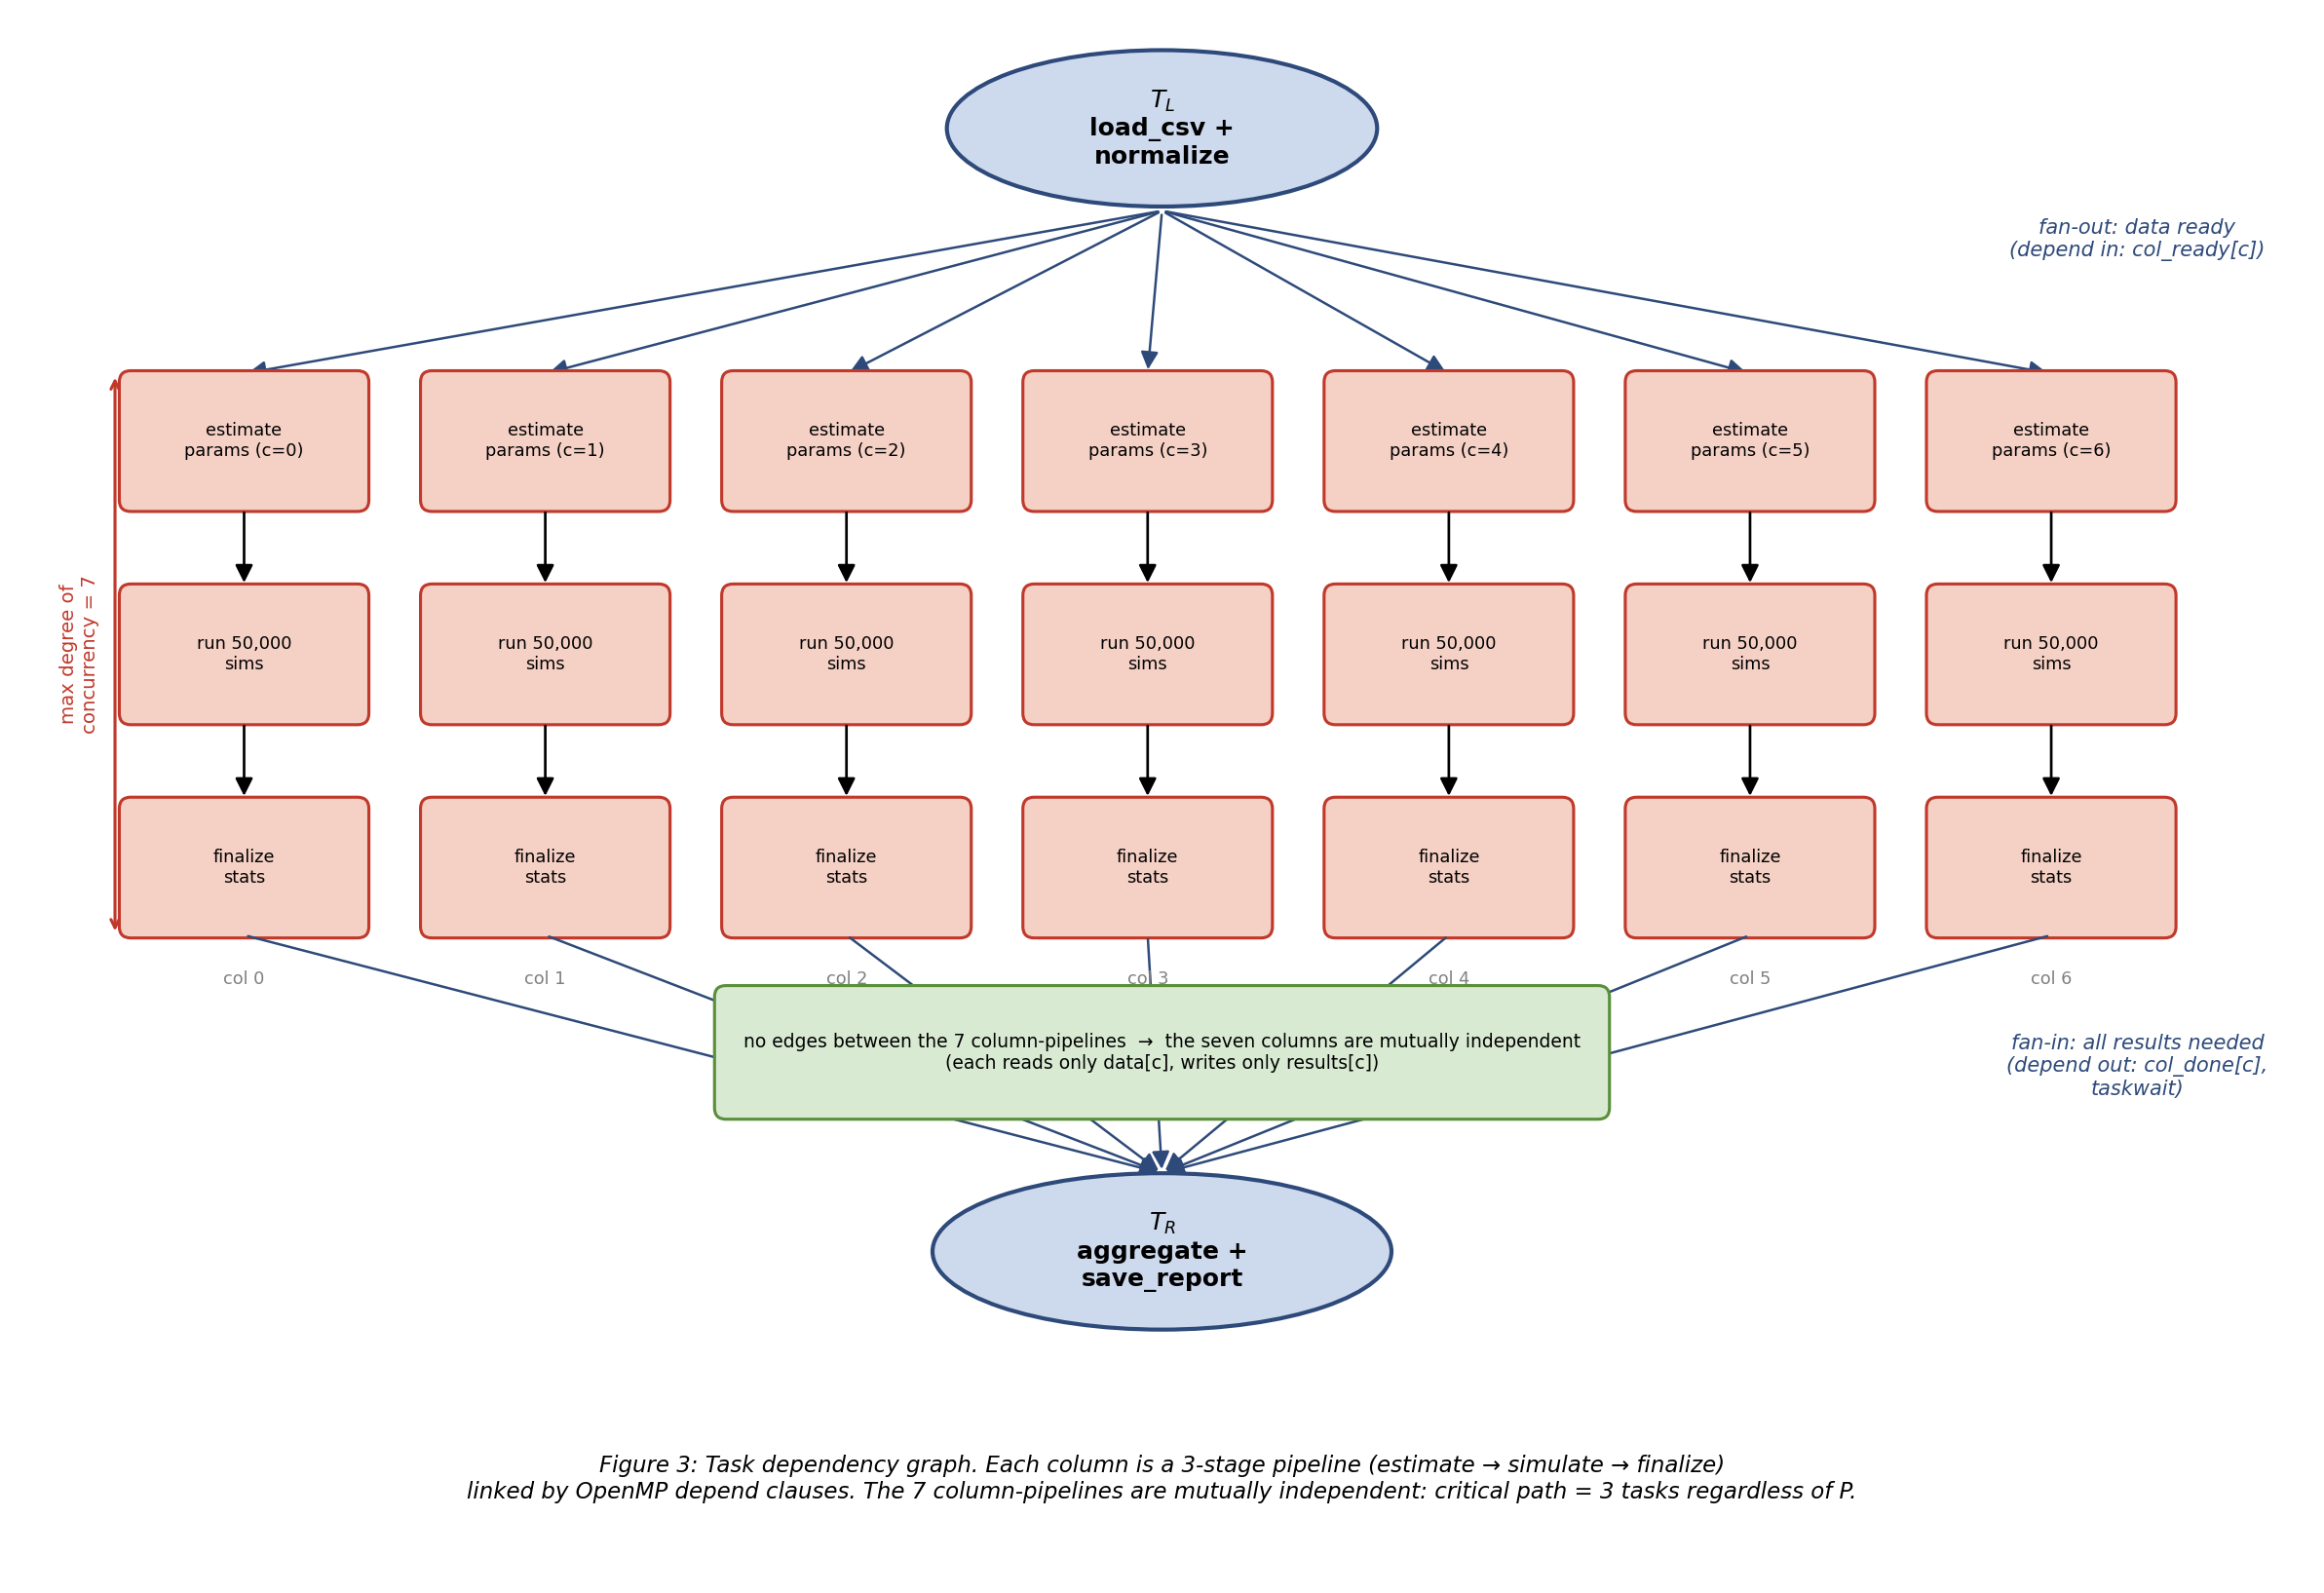 T_L
load_csv +
normalize
fan-out: data ready
(depend in: col_ready[c])
estimate
params (c=0)
estimate
params (c=1)
estimate
params (c=2)
estimate
params (c=3)
estimate
params (c=4)
estimate
params (c=5)
estimate
params (c=6)
max degree of
concurrency = 7
run 50,000
sims
run 50,000
sims
run 50,000
sims
run 50,000
sims
run 50,000
sims
run 50,000
sims
run 50,000
sims
finalize
stats
finalize
stats
finalize
stats
finalize
stats
finalize
stats
finalize
stats
finalize
stats
col 0
col 1
col 2
col 3
col 4
col 5
col 6
no edges between the 7 column-pipelines → the seven columns are mutually independent
(each reads only data[c], writes only results[c])
fan-in: all results needed
(depend out: col_done[c],
taskwait)
T_R
aggregate +
save_report
Figure 3: Task dependency graph. Each column is a 3-stage pipeline (estimate → simulate → finalize)
linked by OpenMP depend clauses. The 7 column-pipelines are mutually independent: critical path = 3 tasks regardless of P.